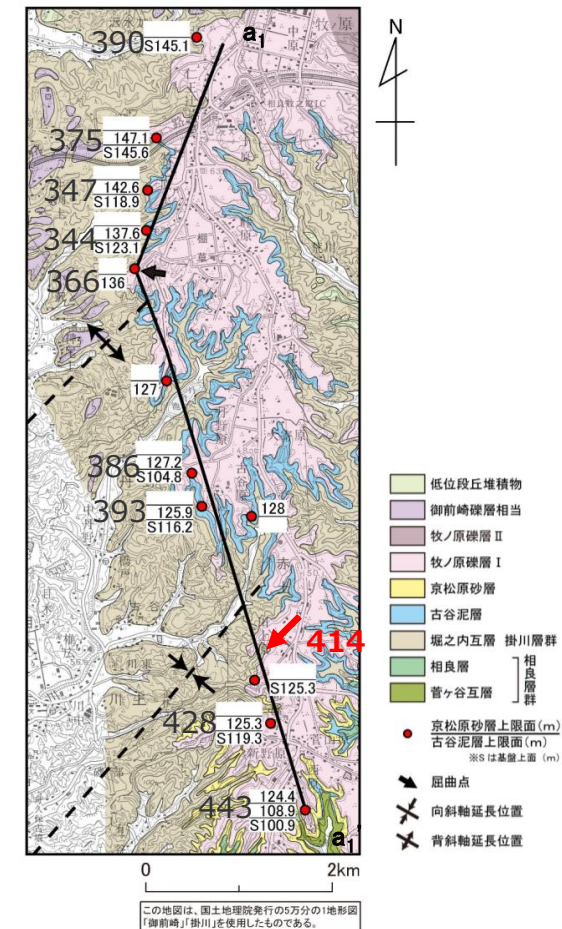 390
S145.1
a₁
牧ノ原
N
375
147.1
S145.6
347
142.6
S118.9
344
137.6
S123.1
366
136
127
386
127.2
S104.8
393
125.9
S116.2
128
414
S125.3
428
125.3
S119.3
443
124.4
108.9
S100.9
a₁'
0 2km
この地図は、国土地理院発行の5万分の1地形図
「御前崎」「掛川」を使用したものである。
低位段丘堆積物
御前崎礫層相当
牧ノ原礫層Ⅱ
牧ノ原礫層Ⅰ
京松原砂層
古谷泥層
堀之内互層 掛川層群
相良層
菅ヶ谷互層
相良層群
京松原砂層上限面(m)
古谷泥層上限面(m)
※Sは基盤上面(m)
屈曲点
向斜軸延長位置
背斜軸延長位置